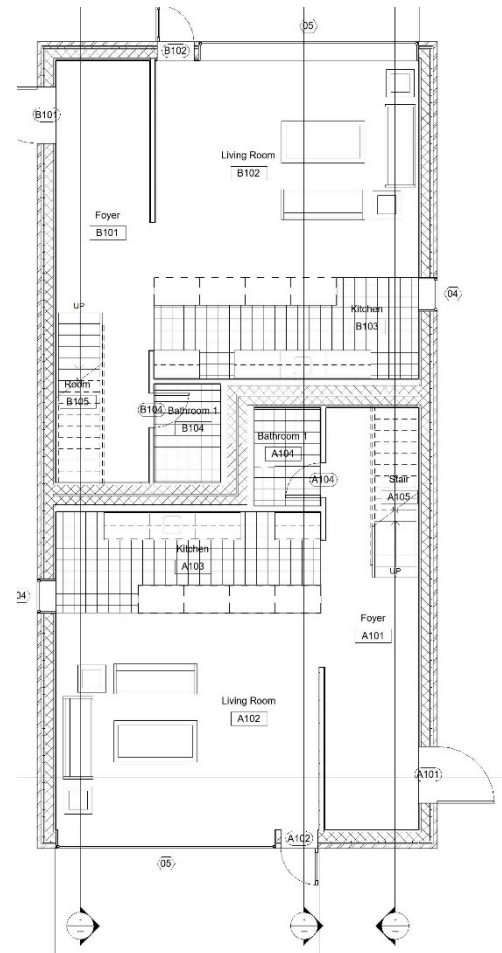 05
B102
B101
Living Room
B102
Foyer
B101
04
UP
Kitchen
B103
Room
B105
B104
Bathroom 1
B104
Bathroom 1
A104
A104
Stair
A105
Kitchen
A103
04
UP
Foyer
A101
Living Room
A102
A101
A102
05